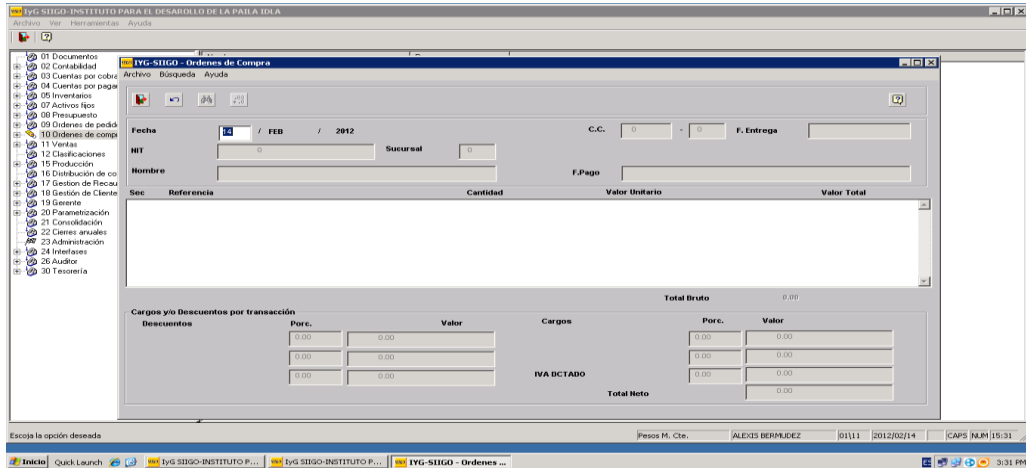 IyG SIIGO-INSTITUTO PARA EL DESAROLLO DE LA PAILA IDLA
Archivo Ver Herramientas Ayuda
01 Documentos
02 Contabilidad
03 Cuentas por cobra
04 Cuentas por paga
05 Inventarios
07 Activos fijos
08 Presupuesto
09 Ordenes de pedid
10 Ordenes de comp
11 Ventas
12 Clasificaciones
15 Producción
16 Distribución de co
17 Gestion de Recau
18 Gestión de Cliente
19 Gerente
20 Parametrización
21 Consolidación
22 Cierres anuales
23 Administración
24 Interfases
26 Auditor
30 Tesorería
IYG-SIIGO - Ordenes de Compra
Archivo Búsqueda Ayuda
Fecha 14 / FEB / 2012 C.C. 0 - 0 F. Entrega
NIT 0 Sucursal 0
Nombre F.Pago
Sec Referencia Cantidad Valor Unitario Valor Total
Total Bruto 0.00
Cargos y/o Descuentos por transacción
Descuentos Porc. Valor Cargos Porc. Valor
0.00 0.00 0.00 0.00
0.00 0.00 0.00 0.00
0.00 0.00 IVA DCTADO 0.00 0.00
Total Neto 0.00
Escoja la opción deseada Pesos M. Cte. ALEXIS BERMUDEZ 01\11 2012/02/14 CAPS NUM 15:31
Inicio Quick Launch IyG SIIGO-INSTITUTO P... IyG SIIGO-INSTITUTO P... IYG-SIIGO - Ordenes ... 3:31 PM